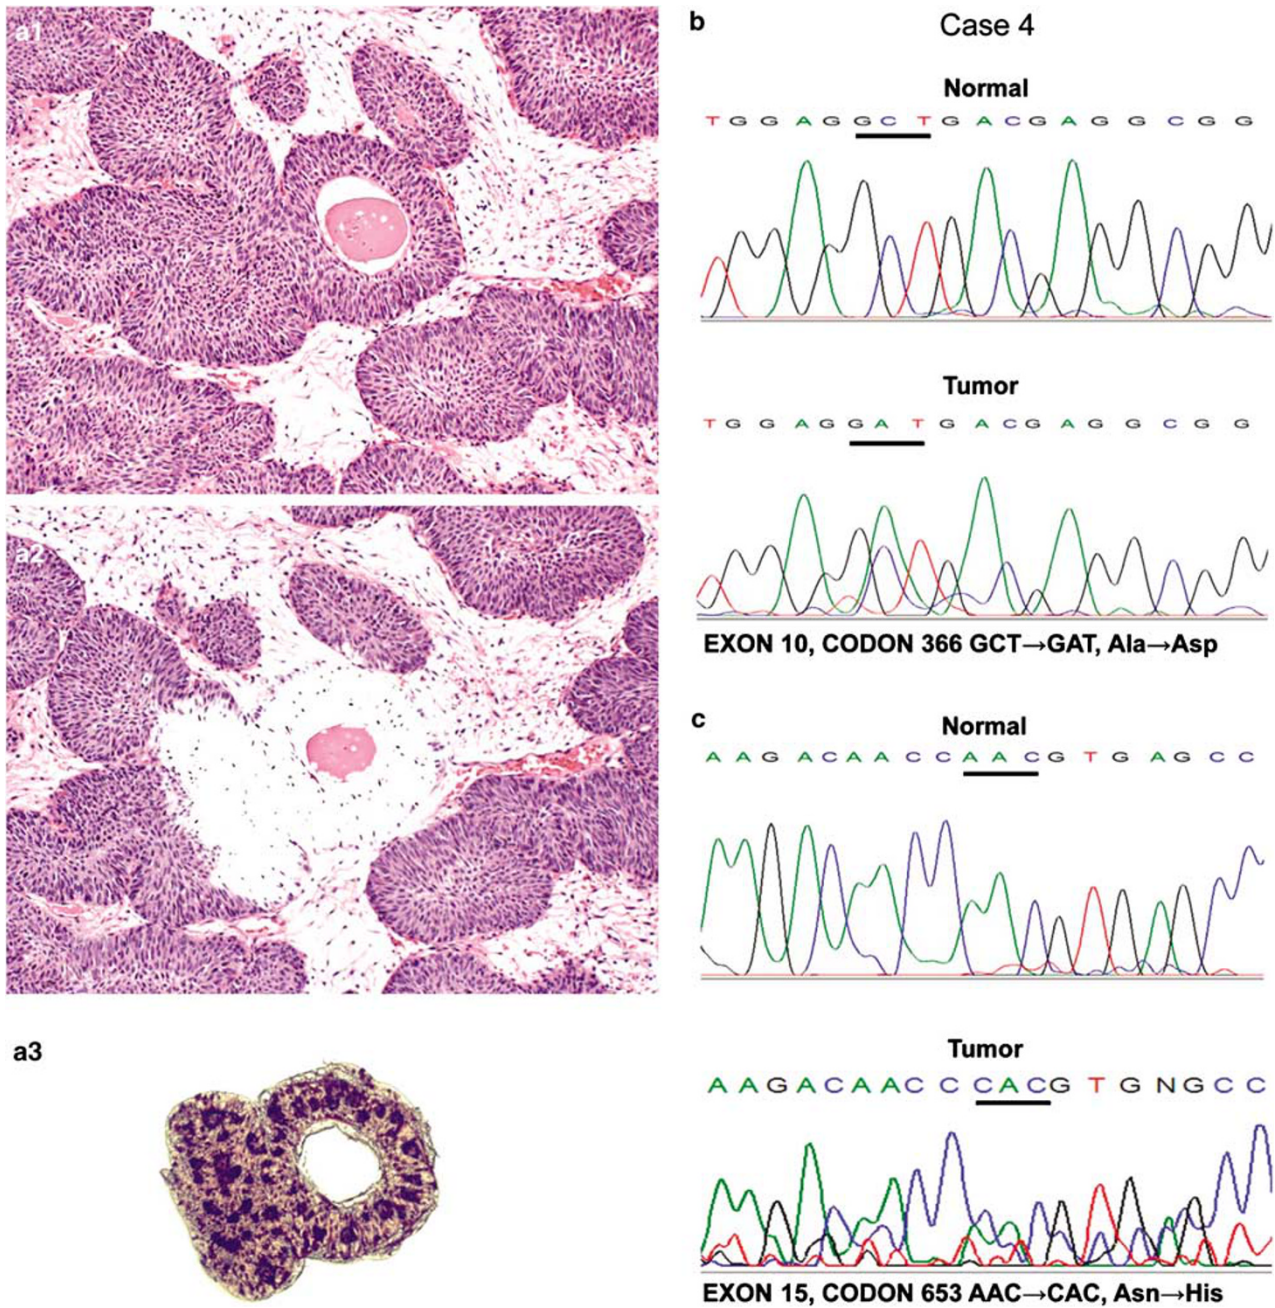 a1
a2
a3
b
Case 4
Normal
T G G A G G C T G A C G A G G C G G
Tumor
T G G A G G A T G A C G A G G C G G
EXON 10, CODON 366 GCT→GAT, Ala→Asp
c
Normal
A A G A C A A C C A A C G T G A G C C
Tumor
A A G A C A A C C C A C G T G N G C C
EXON 15, CODON 653 AAC→CAC, Asn→His